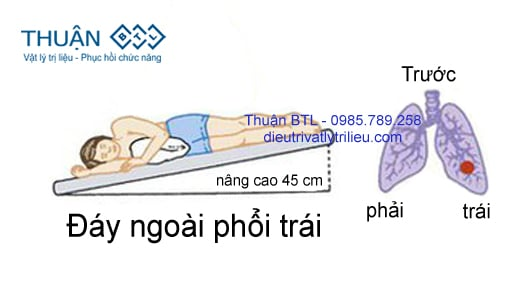 THUẬN BTL
Vật lý trị liệu - Phục hồi chức năng
Trước
Thuận BTL - 0985.789.258
dieutrivatlytrilieu.com
nâng cao 45 cm
phải
trái
Đáy ngoài phổi trái